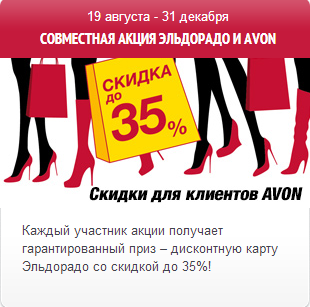 19 августа - 31 декабря
СОВМЕСТНАЯ АКЦИЯ ЭЛЬДОРАДО И AVON
СКИДКА
до
35%
Скидки для клиентов AVON
Каждый участник акции получает
гарантированный приз – дисконтную карту
Эльдорадо со скидкой до 35%!